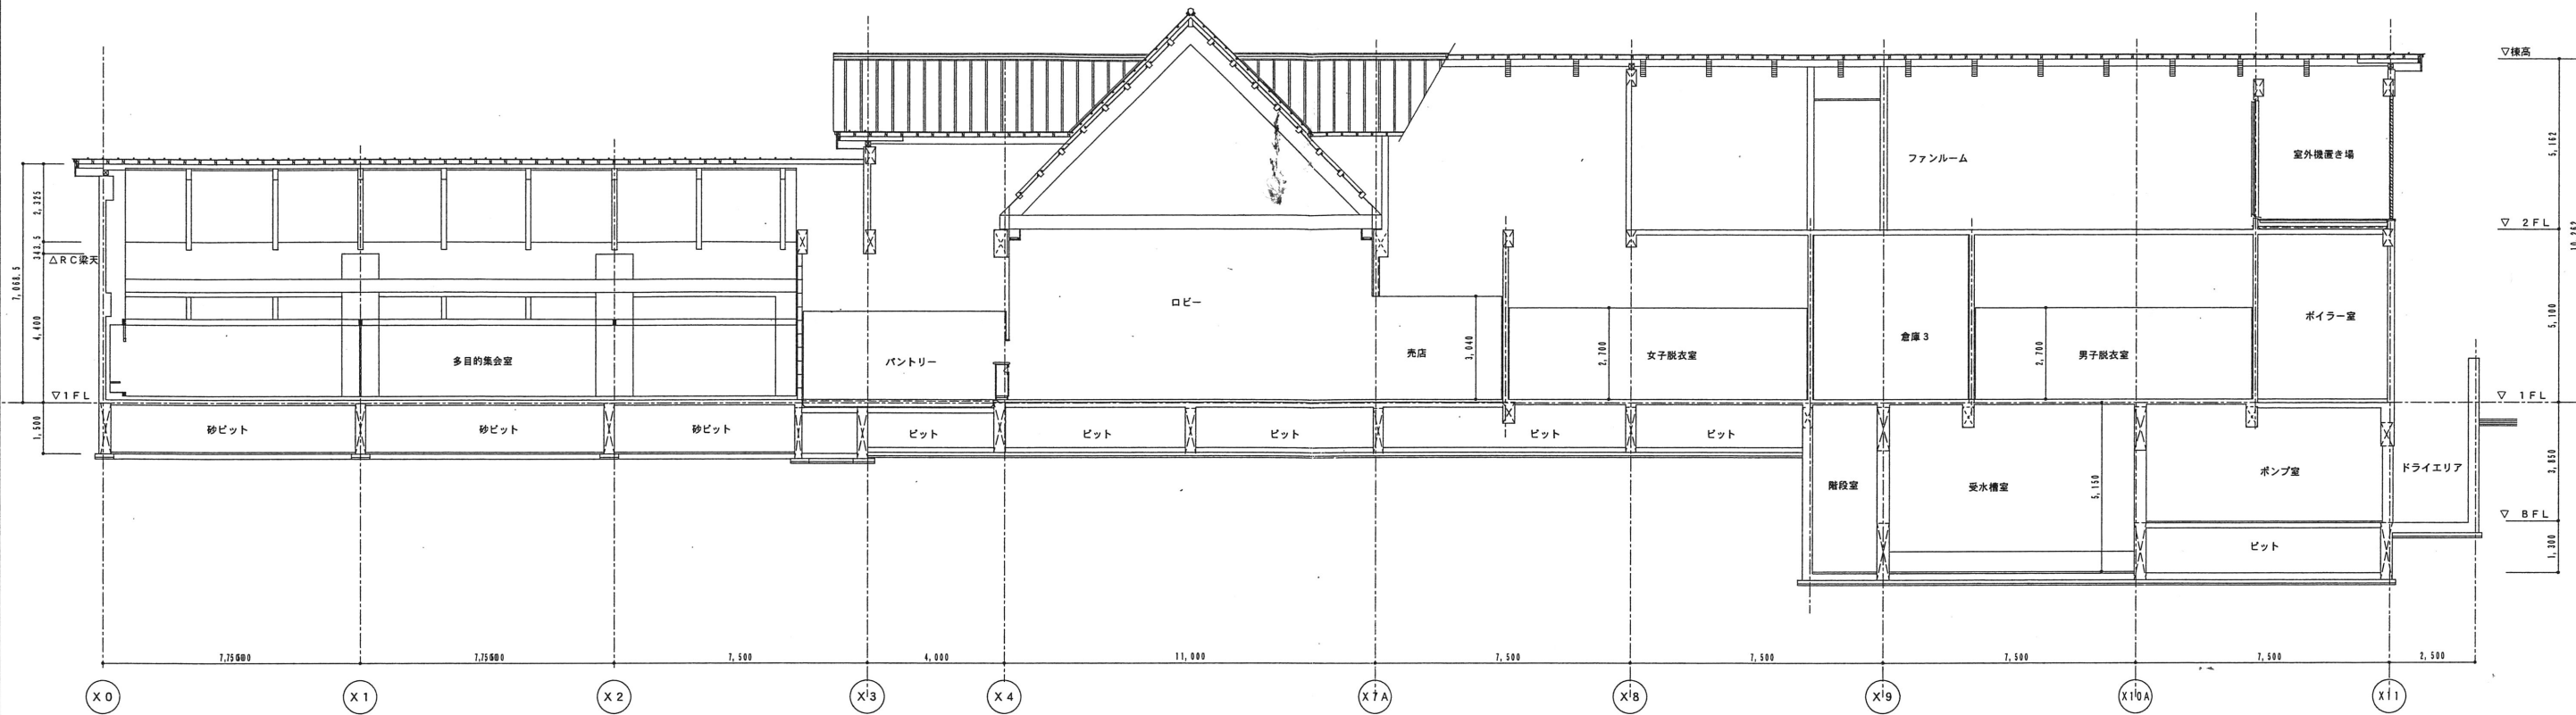 ▽棟高
5,162
ファンルーム
室外機置き場
2,325
▽ 2FL
343.5
△RC梁天
10,262
7,068.5
ロビー
4,400
5,100
ボイラー室
倉庫3
売店
3,040
2,700
女子脱衣室
2,700
男子脱衣室
多目的集会室
パントリー
▽1FL
▽ 1FL
1,500
砂ピット
砂ピット
砂ピット
ピット
ピット
ピット
ピット
ピット
3,850
ポンプ室
ドライエリア
階段室
受水槽室
5,150
▽ BFL
ピット
1,300
7,500
4,000
11,000
7,500
7,500
7,500
7,500
2,500
X0
X1
X2
X3
X4
X7A
X8
X9
X10A
X11